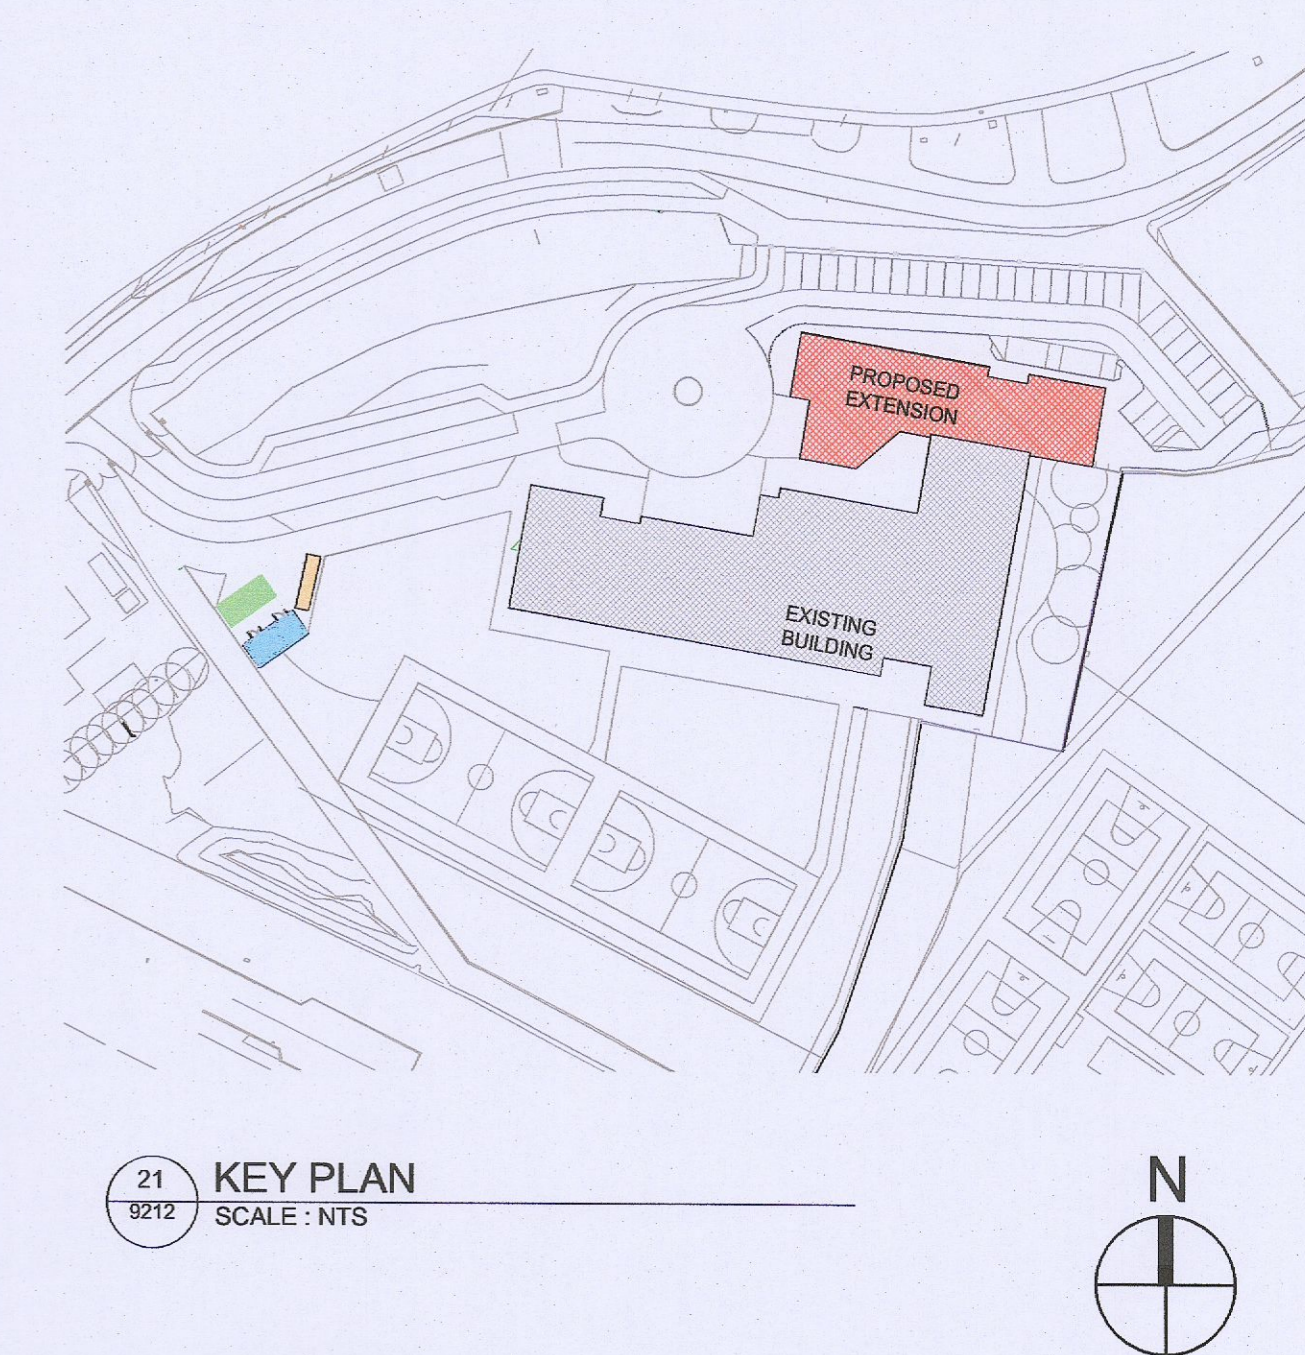 PROPOSED
EXTENSION
EXISTING
BUILDING
21
9212
KEY PLAN
SCALE : NTS
N